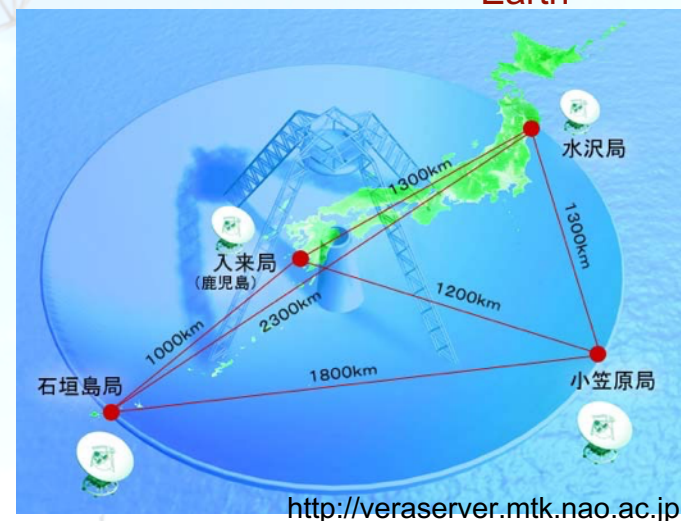 Earth
水沢局
1300km
1300km
入来局
(鹿児島)
1200km
1000km
2300km
1800km
石垣島局
小笠原局
http://veraserver.mtk.nao.ac.jp